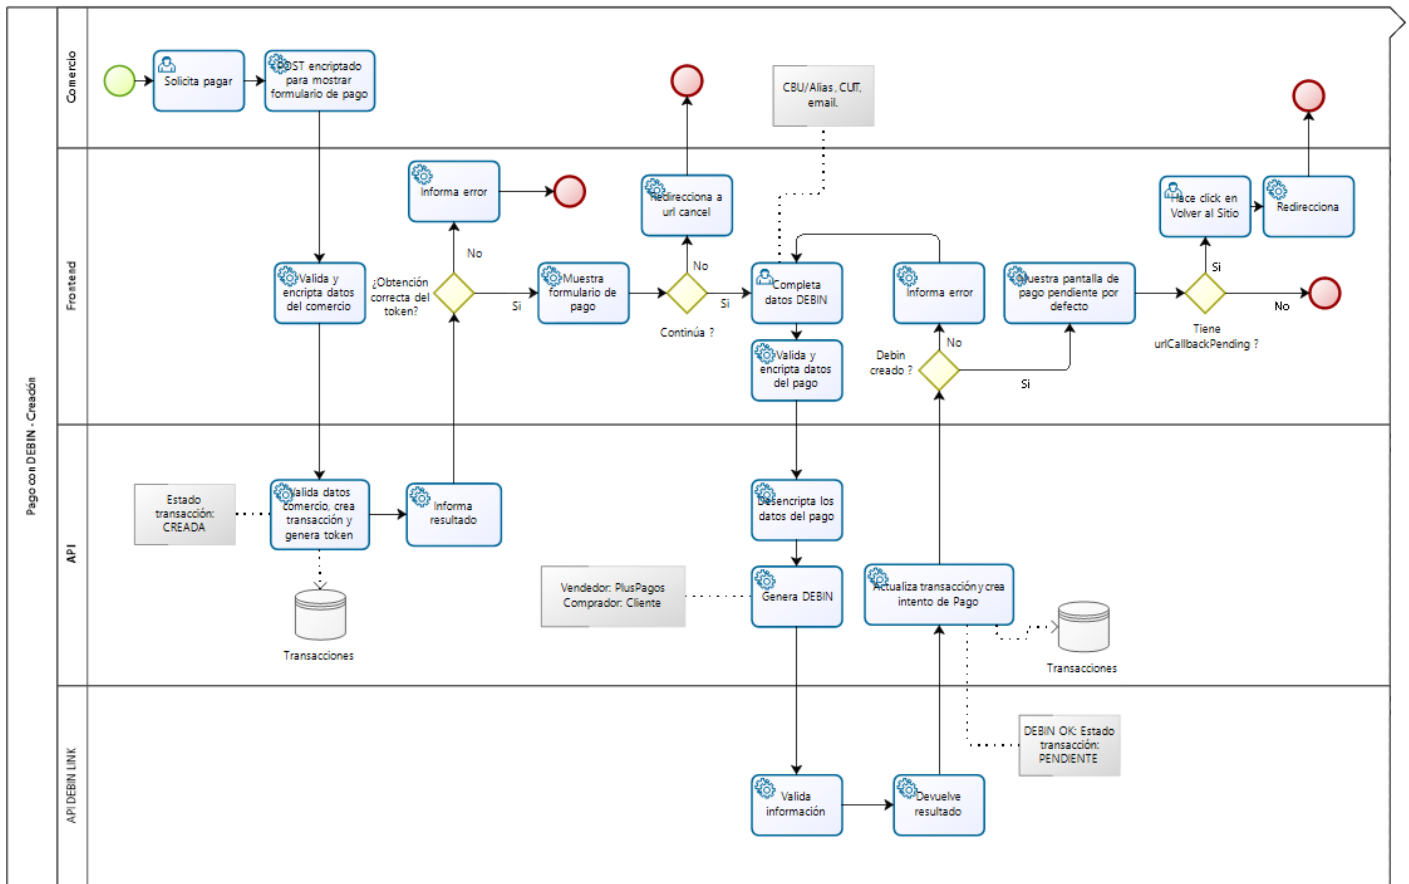 Pago con DEBIN - Creación
Comercio
Solicita pagar
POST encriptado
para mostrar
formulario de pago
CBU/Alias, CUIT,
email.
Frontend
Informa error
No
¿Obtención
correcta del
token?
Si
Valida y
encripta datos
del comercio
Muestra
formulario de
pago
Redirecciona a
url cancel
No
Continúa ?
Si
Completa
datos DEBIN
Valida y
encripta datos
del pago
Informa error
No
Debin
creado ?
Si
Muestra pantalla de
pago pendiente por
defecto
Hace click en
Volver al Sitio
Redirecciona
Si
No
Tiene
urlCallbackPending ?
API
Estado
transacción:
CREADA
Valida datos
comercio, crea
transacción y
genera token
Informa
resultado
Transacciones
Desencripta los
datos del pago
Vendedor: PlusPagos
Comprador: Cliente
Genera DEBIN
Actualiza transacción y crea
intento de Pago
Transacciones
API DEBIN LINK
DEBIN OK: Estado
transacción:
PENDIENTE
Valida
información
Devuelve
resultado